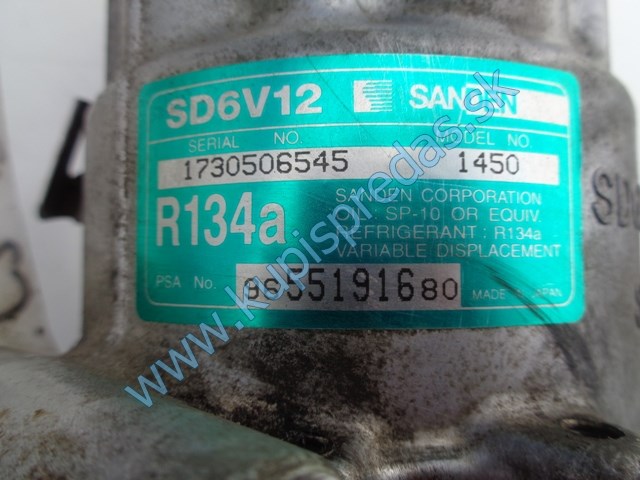 SD6V12 SANDEN
SERIAL NO. MODEL NO.
1730506545 1450
R134a
SANDEN CORPORATION
OIL : SP-10 OR EQUIV.
REFRIGERANT : R134a
VARIABLE DISPLACEMENT
PSA No. 9655191680 MADE IN JAPAN
www.kupispredas.sk